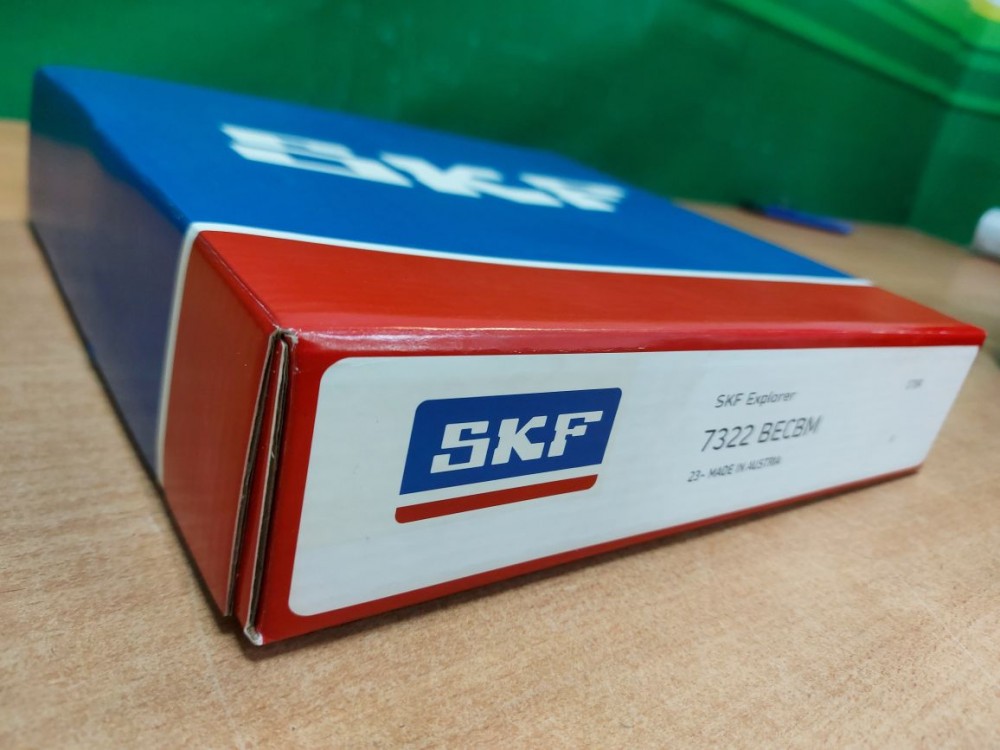 SKF
SKF
SKF Explorer
7322 BECBM
23- MADE IN AUSTRIA